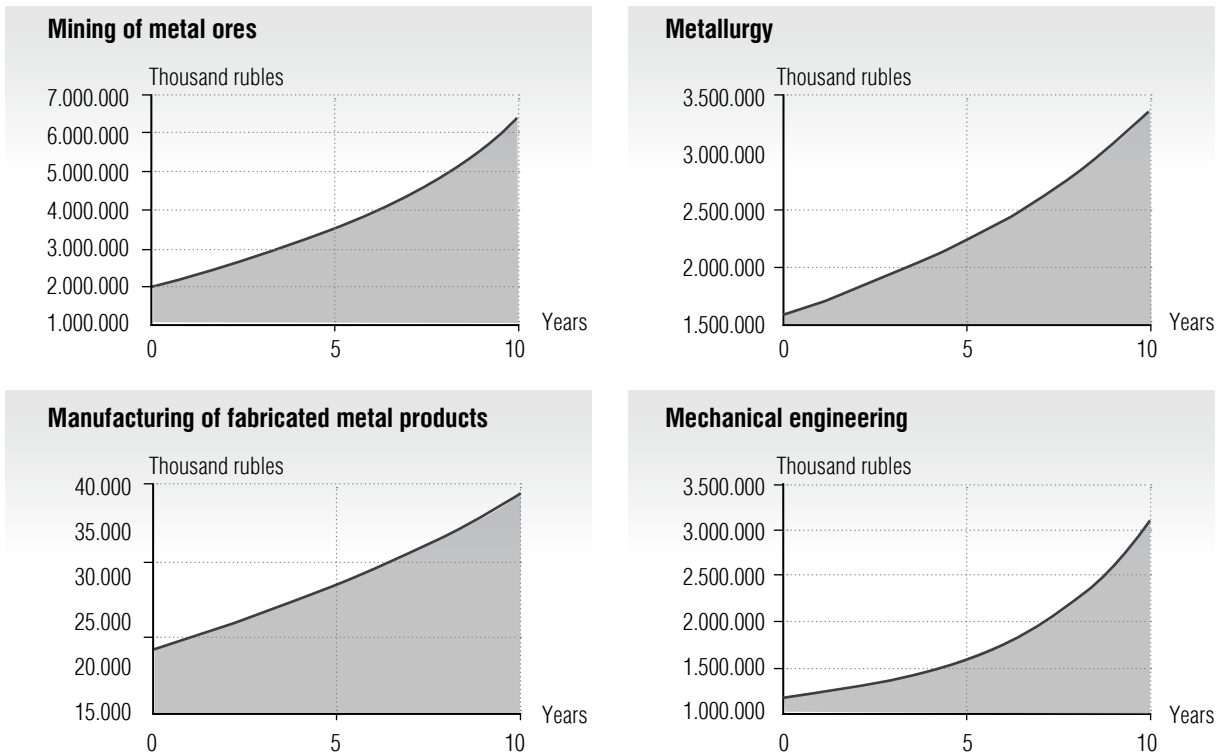 Mining of metal ores
Thousand rubles
7.000.000
6.000.000
5.000.000
4.000.000
3.000.000
2.000.000
1.000.000
0 5 10 Years
Metallurgy
Thousand rubles
3.500.000
3.000.000
2.500.000
2.000.000
1.500.000
0 5 10 Years
Manufacturing of fabricated metal products
Thousand rubles
40.000
35.000
30.000
25.000
20.000
15.000
0 5 10 Years
Mechanical engineering
Thousand rubles
3.500.000
3.000.000
2.500.000
2.000.000
1.500.000
1.000.000
0 5 10 Years